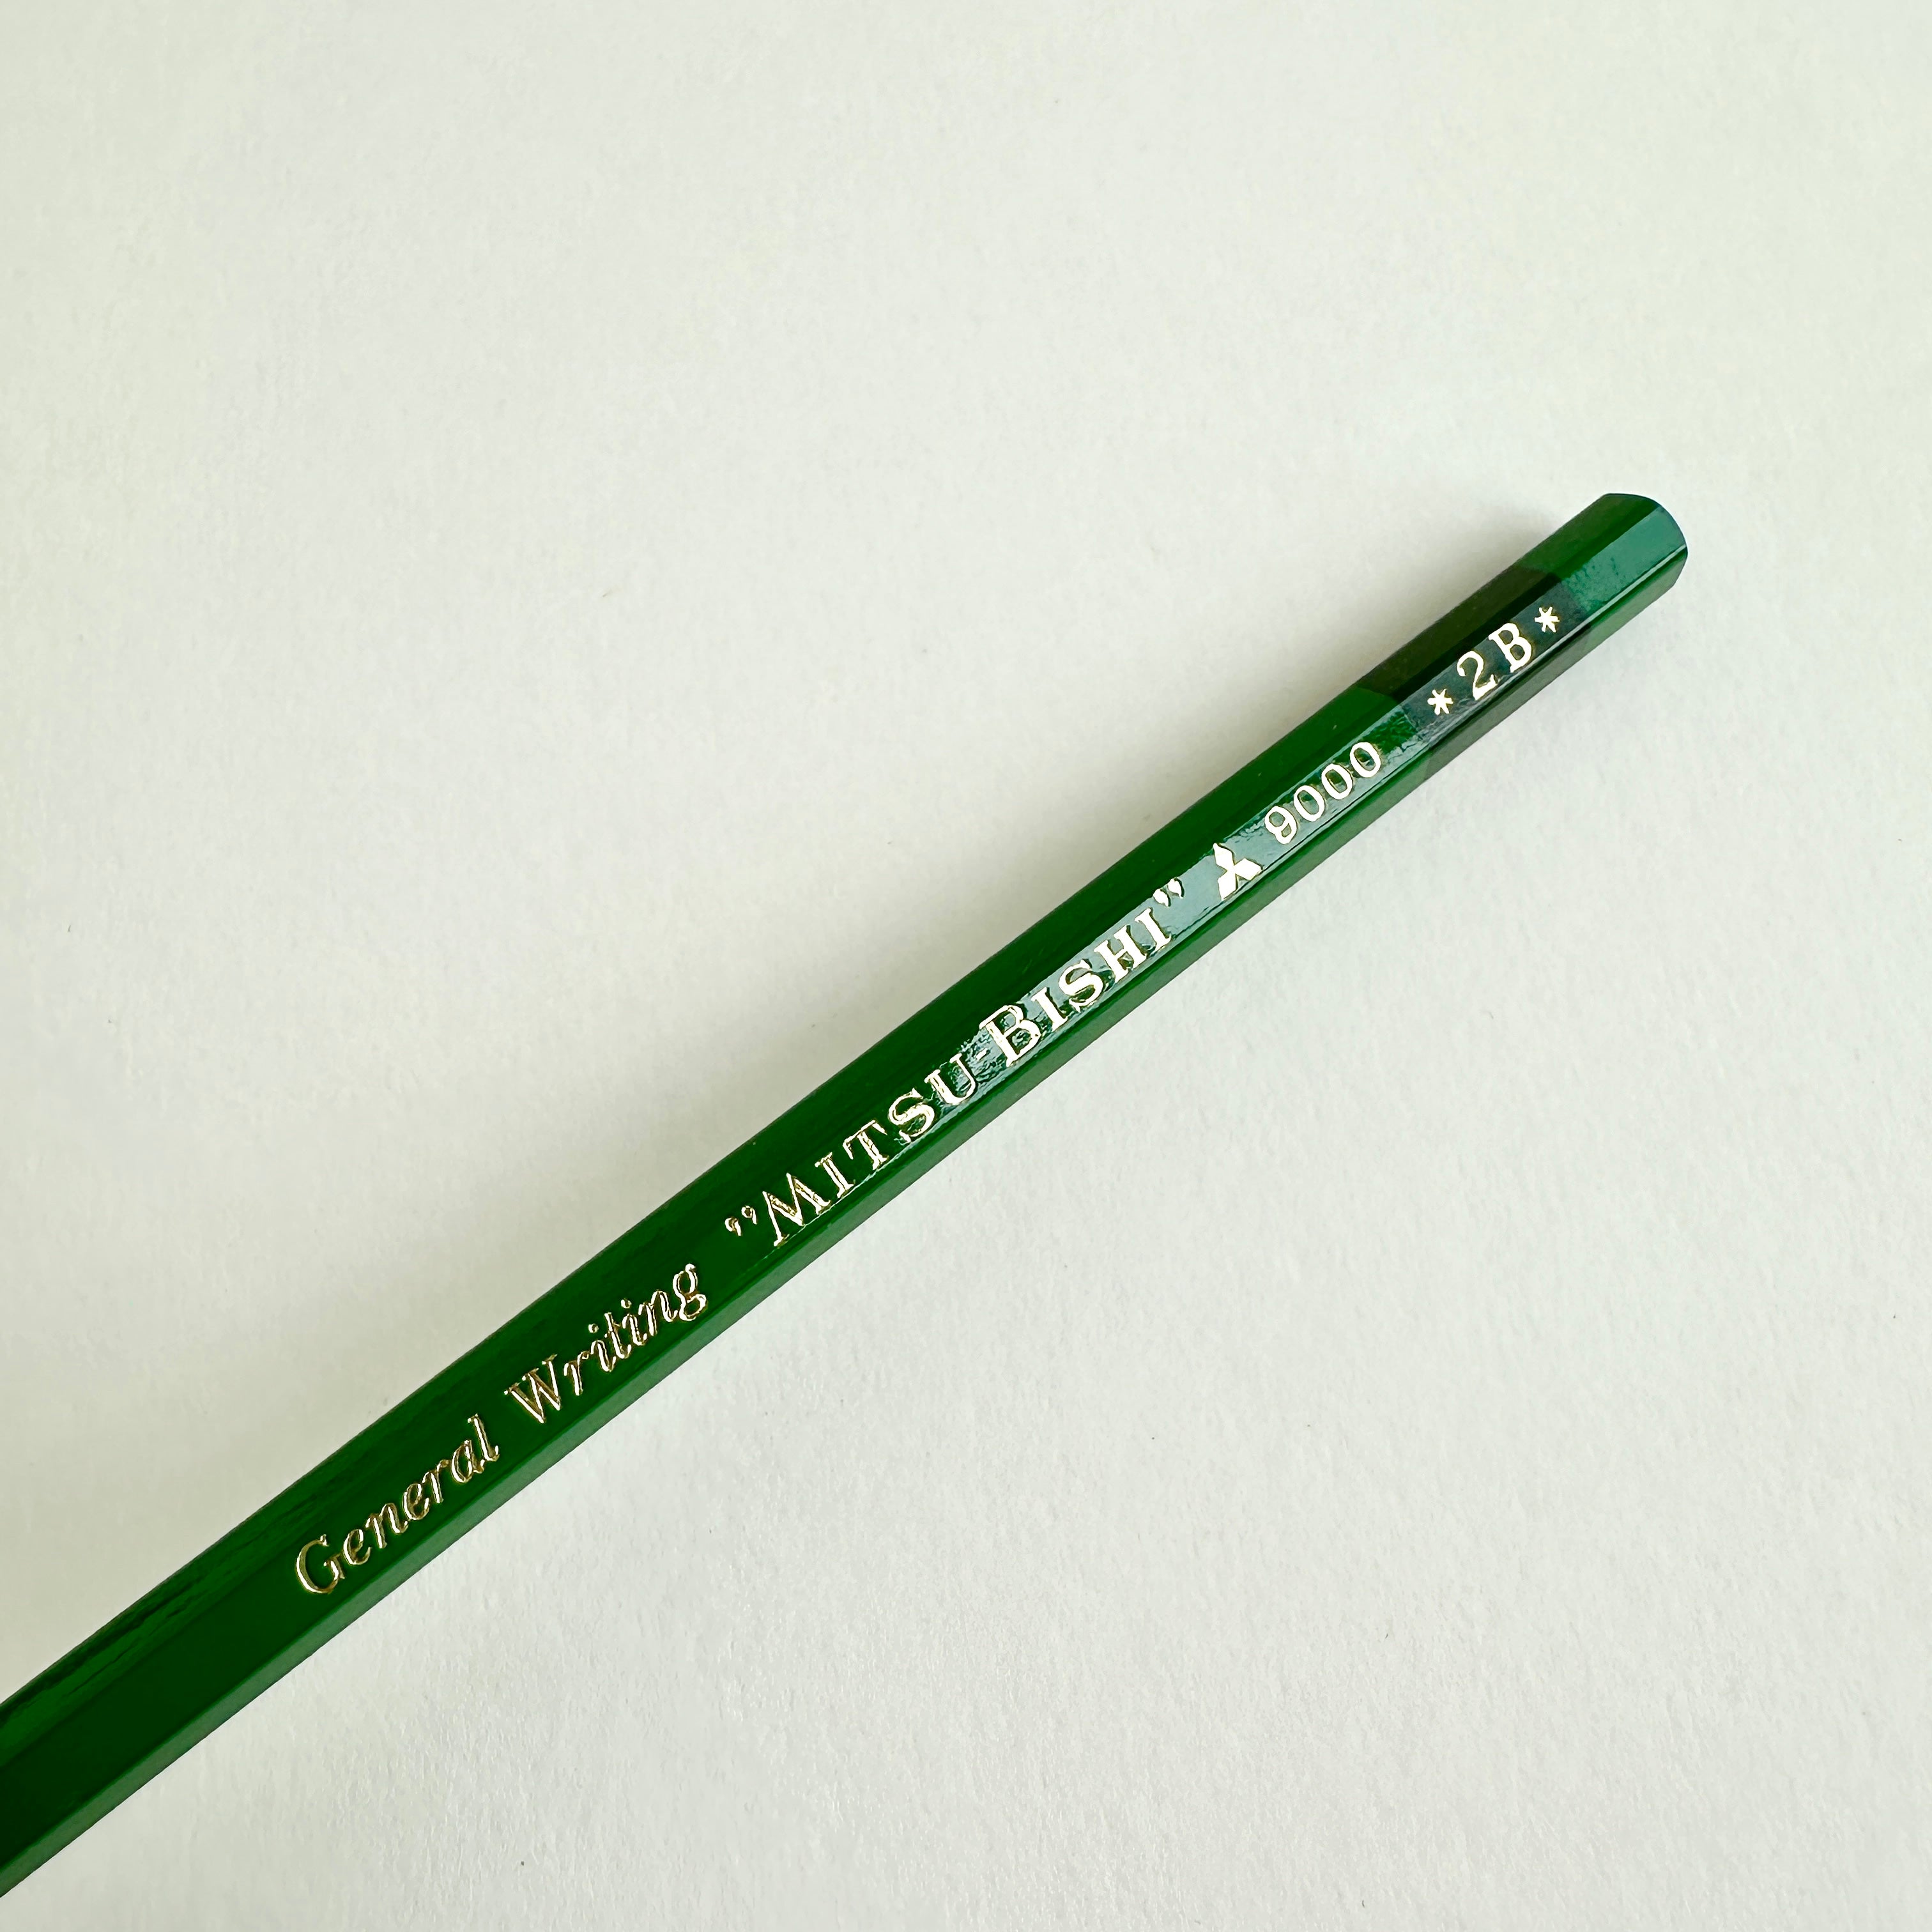 General Writing "MITSU-BISHI" 9000 *2B*